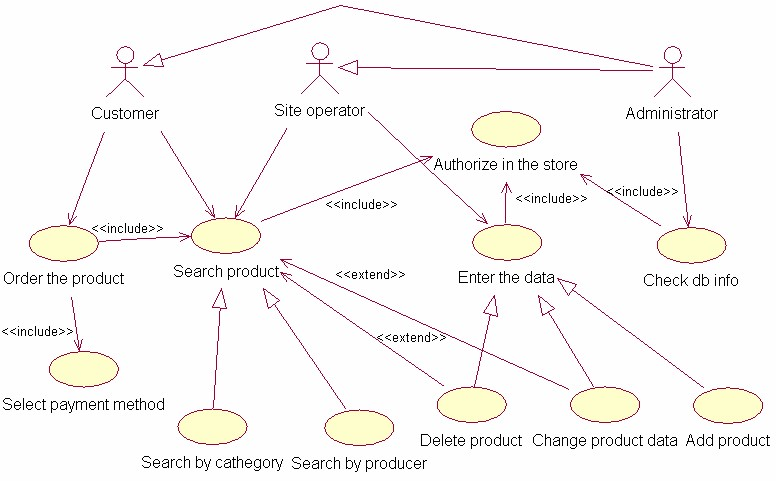 Customer
Site operator
Administrator
Authorize in the store
<<include>>
<<include>>
<<include>>
<<include>>
Order the product
Search product
<<extend>>
Enter the data
Check db info
<<include>>
<<extend>>
Select payment method
Delete product
Change product data
Add product
Search by cathegory
Search by producer